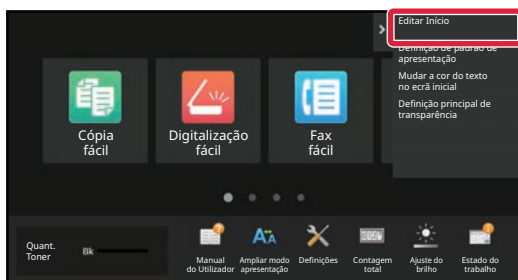 Editar Início
Definição de padrão de
apresentação
Mudar a cor do texto
no ecrã inicial
Definição principal de
transparência
Cópia
fácil
Digitalização
fácil
Fax
fácil
Quant.
Toner
Bk
Manual
do Utilizador
Ampliar modo
apresentação
Definições
Contagem
total
Ajuste do
brilho
Estado do
trabalho